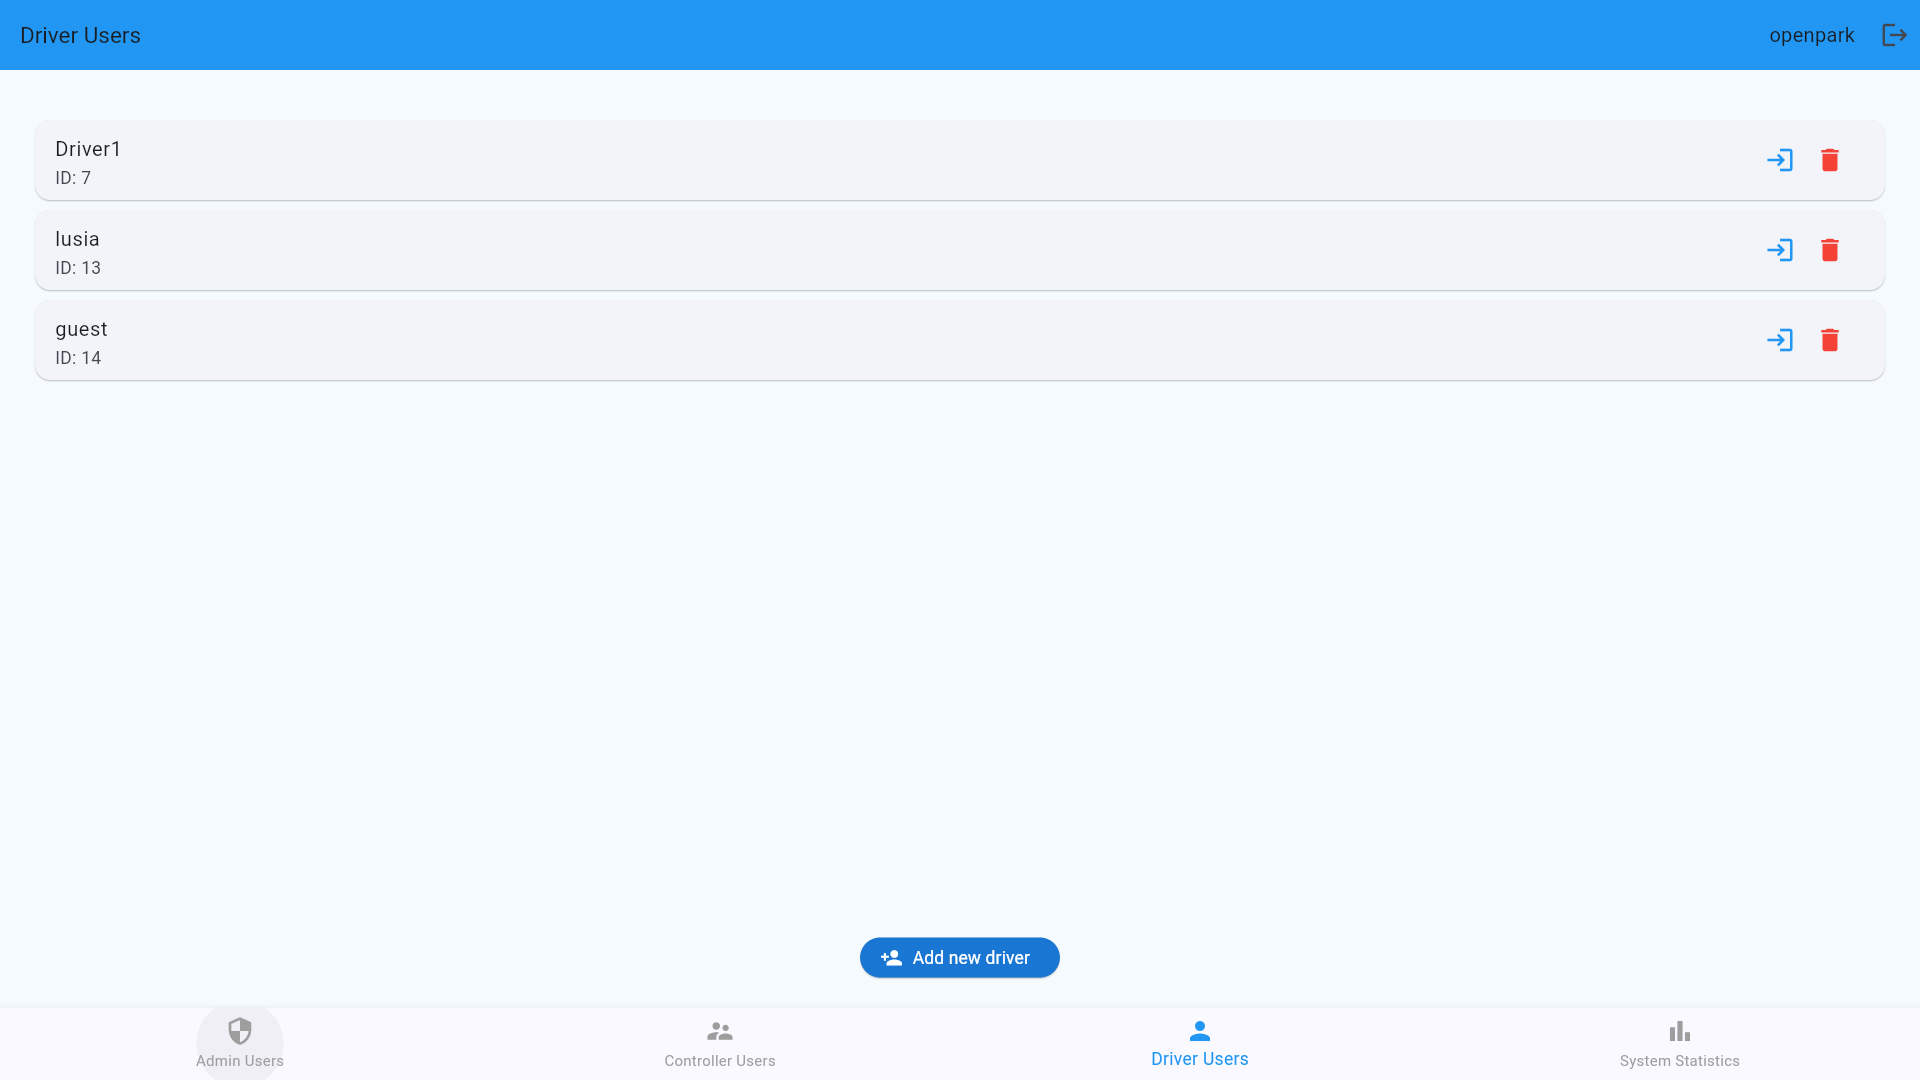 Driver Users
openpark
Driver1
ID: 7
lusia
ID: 13
guest
ID: 14
Add new driver
Admin Users
Controller Users
Driver Users
System Statistics